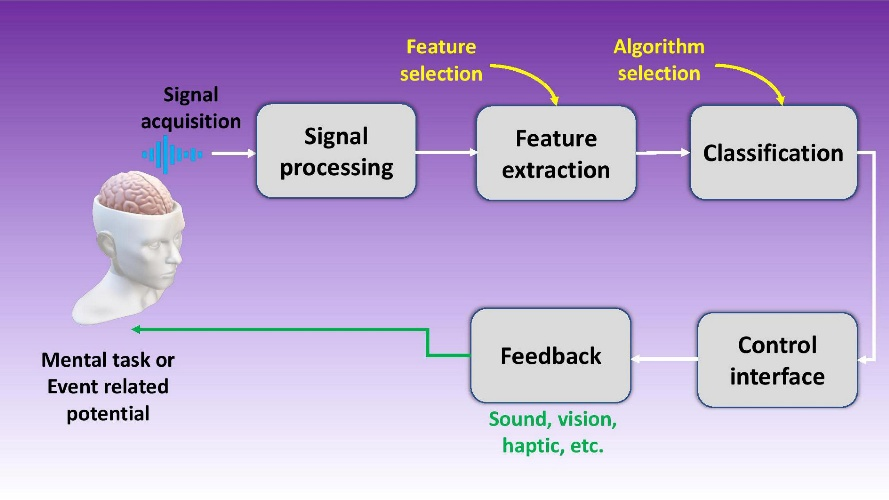 Feature
selection
Algorithm
selection
Signal
acquisition
Signal
processing
Feature
extraction
Classification
Mental task or
Event related
potential
Feedback
Control
interface
Sound, vision,
haptic, etc.